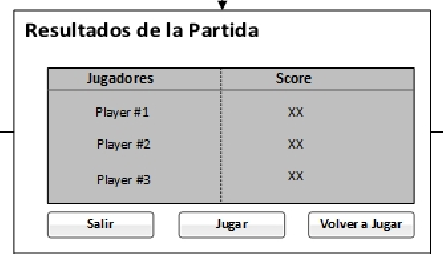 Resultados de la Partida
Jugadores Score
Player #1 XX
Player #2 XX
Player #3 XX
Salir Jugar Volver a Jugar